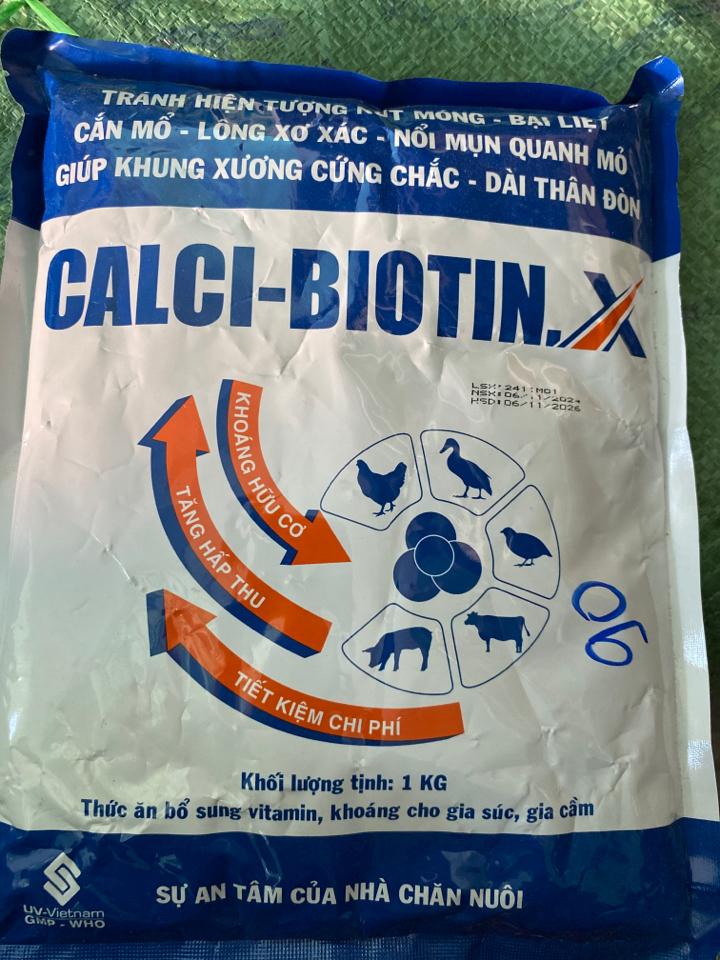 TRÁNH HIỆN TƯỢNG NỨT MÓNG - BẠI LIỆT
CẮN MỔ - LÔNG XƠ XÁC - NỔI MỤN QUANH MỎ
GIÚP KHUNG XƯƠNG CỨNG CHẮC - DÀI THÂN ĐÒN
CALCI-BIOTIN.X
NSX: 06/11/2024
HSD: 06/11/2026
KHOÁNG HỮU CƠ
TĂNG HẤP THU
TIẾT KIỆM CHI PHÍ
06
Khối lượng tịnh: 1 KG
Thức ăn bổ sung vitamin, khoáng cho gia súc, gia cầm
UV-Vietnam
GMP - WHO
SỰ AN TÂM CỦA NHÀ CHĂN NUÔI